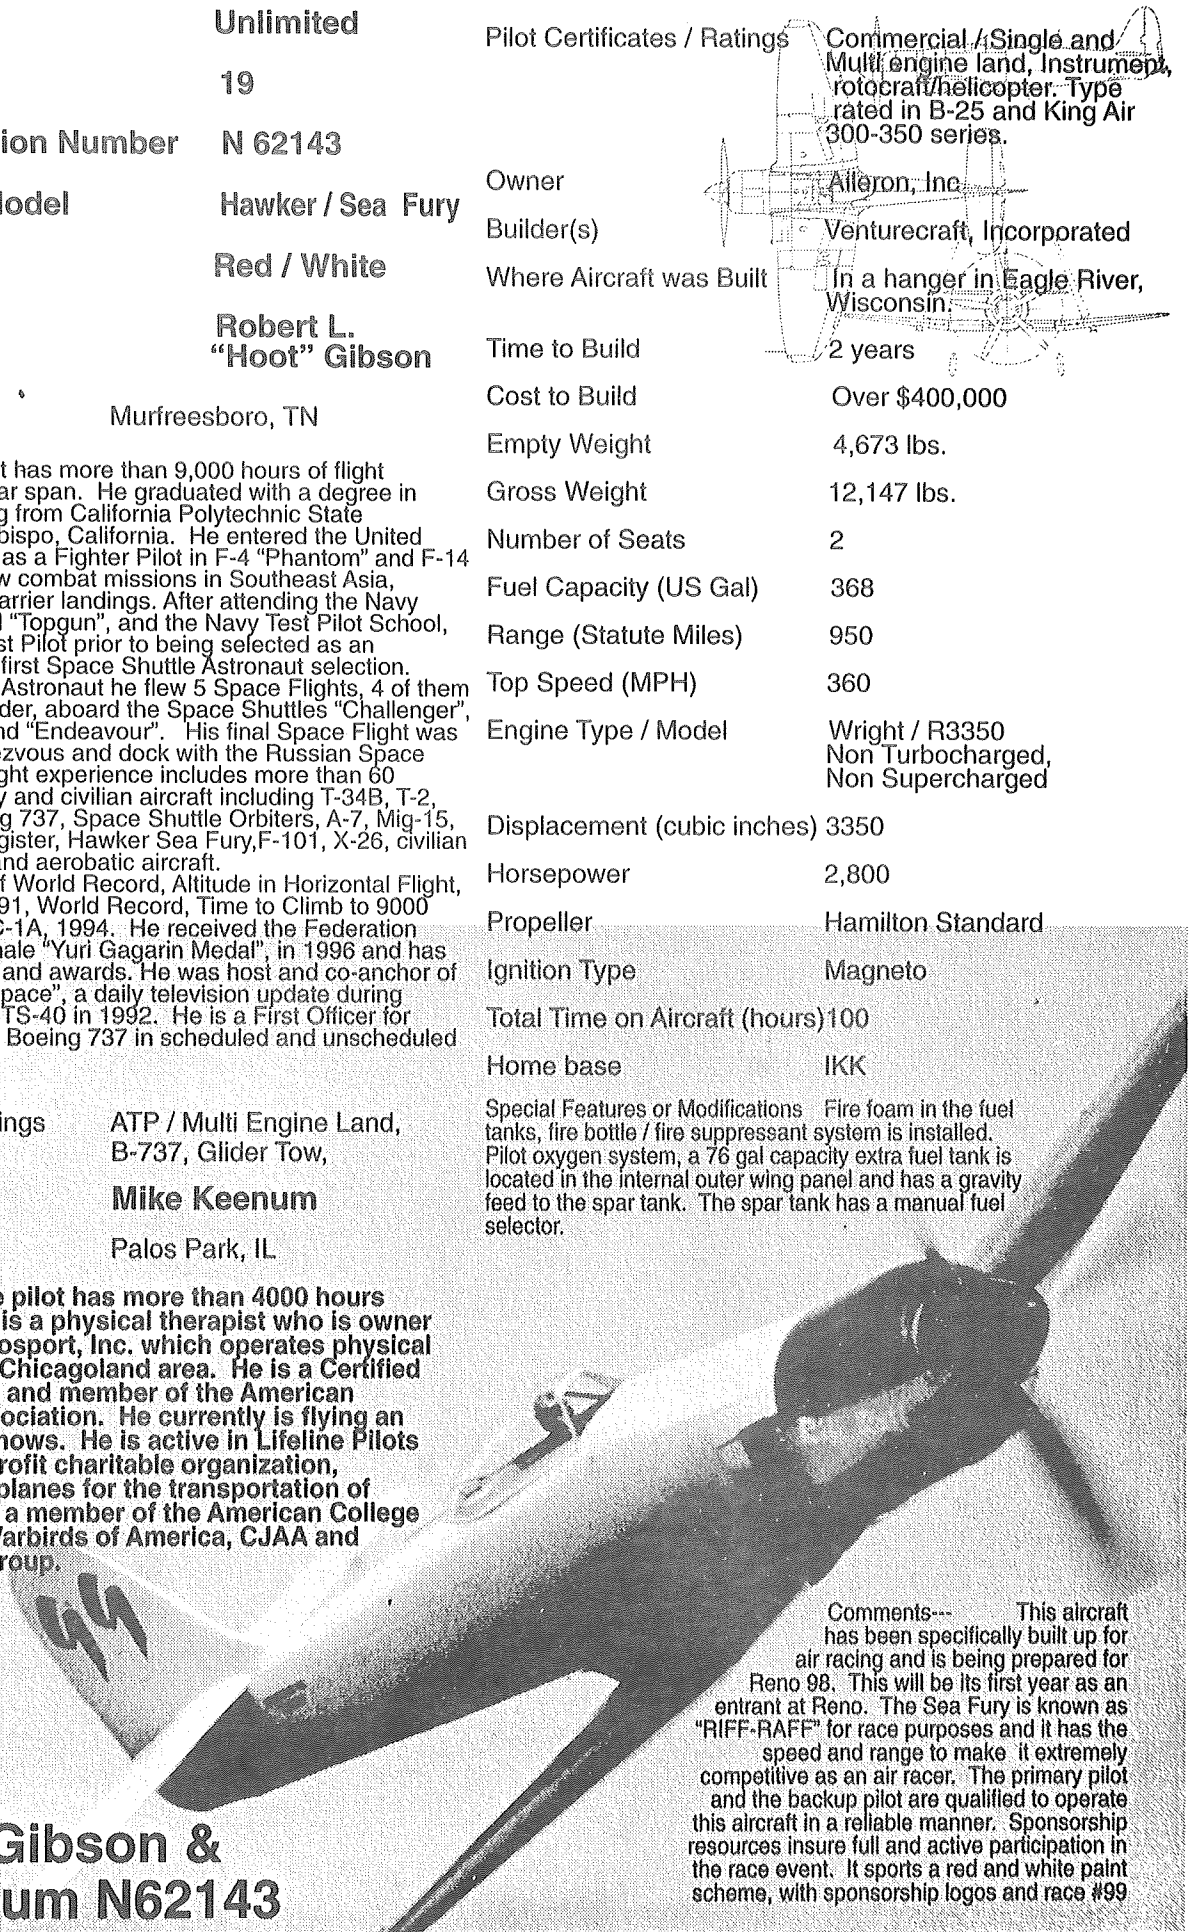 Unlimited
19
ion Number N 62143
odel Hawker / Sea Fury
Red / White
Robert L.
“Hoot” Gibson
Murfreesboro, TN
t has more than 9,000 hours of flight
ar span. He graduated with a degree in
g from California Polytechnic State
bispo, California. He entered the United
as a Fighter Pilot in F-4 “Phantom” and F-14
w combat missions in Southeast Asia,
arrier landings. After attending the Navy
l “Topgun”, and the Navy Test Pilot School,
st Pilot prior to being selected as an
first Space Shuttle Astronaut selection.
Astronaut he flew 5 Space Flights, 4 of them
der, aboard the Space Shuttles “Challenger”,
nd “Endeavour”. His final Space Flight was
ezvous and dock with the Russian Space
ght experience includes more than 60
y and civilian aircraft including T-34B, T-2,
g 737, Space Shuttle Orbiters, A-7, Mig-15,
gister, Hawker Sea Fury,F-101, X-26, civilian
nd aerobatic aircraft.
f World Record, Altitude in Horizontal Flight,
91, World Record, Time to Climb to 9000
C-1A, 1994. He received the Federation
nale “Yuri Gagarin Medal”, in 1996 and has
and awards. He was host and co-anchor of
pace”, a daily television update during
TS-40 in 1992. He is a First Officer for
Boeing 737 in scheduled and unscheduled
ings ATP / Multi Engine Land,
B-737, Glider Tow,
Mike Keenum
Palos Park, IL
e pilot has more than 4000 hours
is a physical therapist who is owner
osport, Inc. which operates physical
Chicagoland area. He is a Certified
and member of the American
ociation. He currently is flying an
hows. He is active in Lifeline Pilots
rofit charitable organization,
planes for the transportation of
a member of the American College
arbirds of America, CJAA and
roup.
Gibson &
um N62143
Pilot Certificates / Ratings Commercial / Single and
Multi engine land, Instrument,
rotocraft/helicopter. Type
rated in B-25 and King Air
300-350 series.
Owner Aileron, Inc
Builder(s) Venturecraft, Incorporated
Where Aircraft was Built In a hanger in Eagle River,
Wisconsin.
Time to Build 2 years
Cost to Build Over $400,000
Empty Weight 4,673 lbs.
Gross Weight 12,147 lbs.
Number of Seats 2
Fuel Capacity (US Gal) 368
Range (Statute Miles) 950
Top Speed (MPH) 360
Engine Type / Model Wright / R3350
Non Turbocharged,
Non Supercharged
Displacement (cubic inches) 3350
Horsepower 2,800
Propeller Hamilton Standard
Ignition Type Magneto
Total Time on Aircraft (hours) 100
Home base IKK
Special Features or Modifications Fire foam in the fuel
tanks, fire bottle / fire suppressant system is installed.
Pilot oxygen system, a 76 gal capacity extra fuel tank is
located in the internal outer wing panel and has a gravity
feed to the spar tank. The spar tank has a manual fuel
selector.
99
Comments--- This aircraft
has been specifically built up for
air racing and is being prepared for
Reno 98. This will be its first year as an
entrant at Reno. The Sea Fury is known as
“RIFF-RAFF” for race purposes and it has the
speed and range to make it extremely
competitive as an air racer. The primary pilot
and the backup pilot are qualified to operate
this aircraft in a reliable manner. Sponsorship
resources insure full and active participation in
the race event. It sports a red and white paint
scheme, with sponsorship logos and race #99